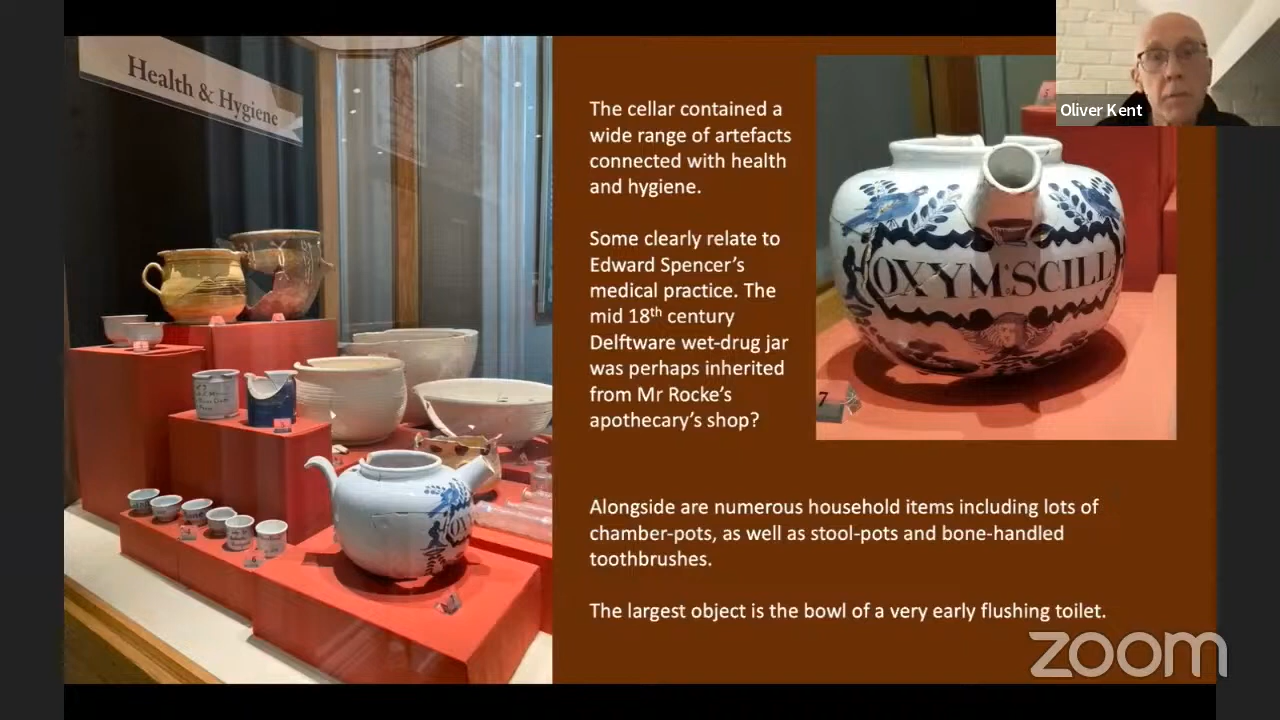 Health & Hygiene
The cellar contained a
wide range of artefacts
connected with health
and hygiene.
Some clearly relate to
Edward Spencer’s
medical practice. The
mid 18th century
Delftware wet-drug jar
was perhaps inherited
from Mr Rocke’s
apothecary’s shop?
OXYM:SCILL
7
Oliver Kent
Alongside are numerous household items including lots of
chamber-pots, as well as stool-pots and bone-handled
toothbrushes.
The largest object is the bowl of a very early flushing toilet.
zoom